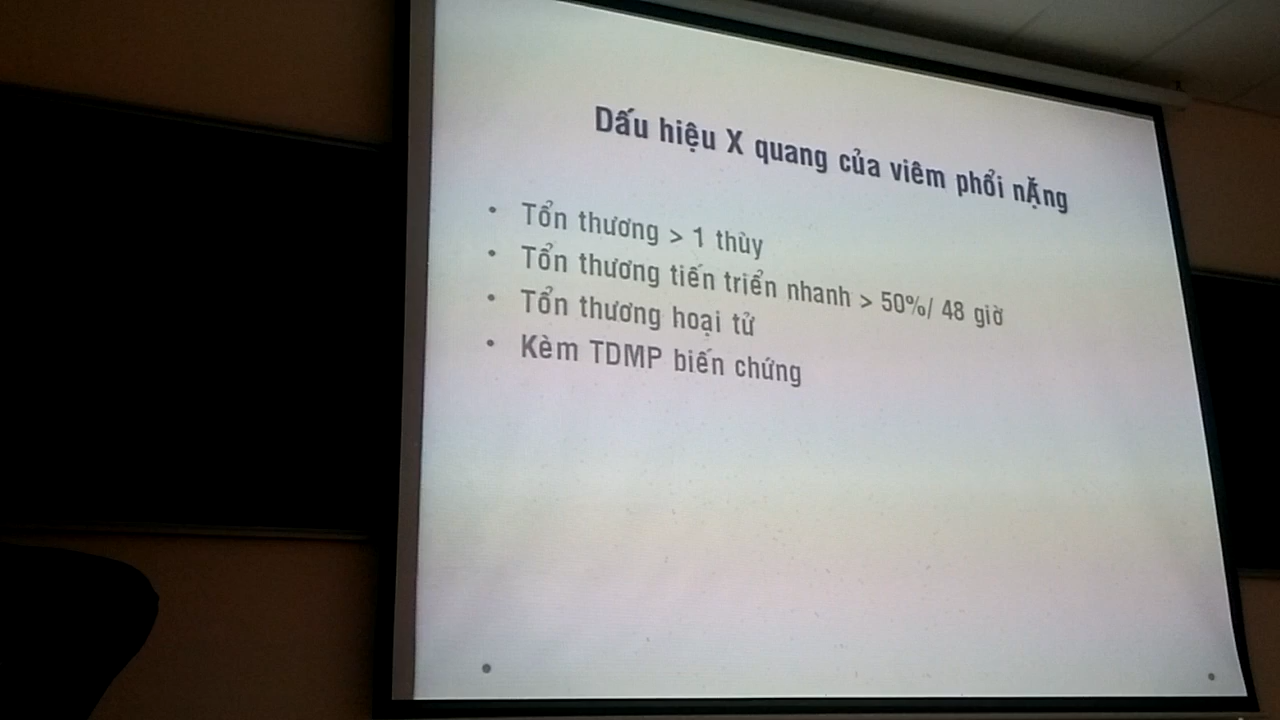 Dấu hiệu X quang của viêm phổi nẶng
• Tổn thương > 1 thùy
• Tổn thương tiến triển nhanh > 50%/ 48 giờ
• Tổn thương hoại tử
• Kèm TDMP biến chứng